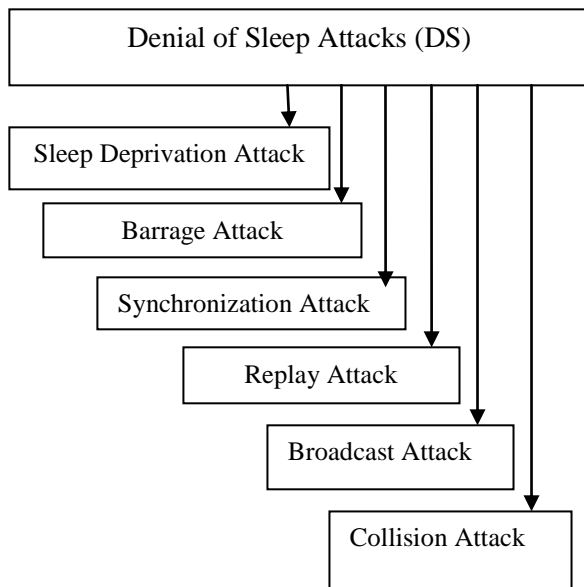 Denial of Sleep Attacks (DS)
Sleep Deprivation Attack
Barrage Attack
Synchronization Attack
Replay Attack
Broadcast Attack
Collision Attack